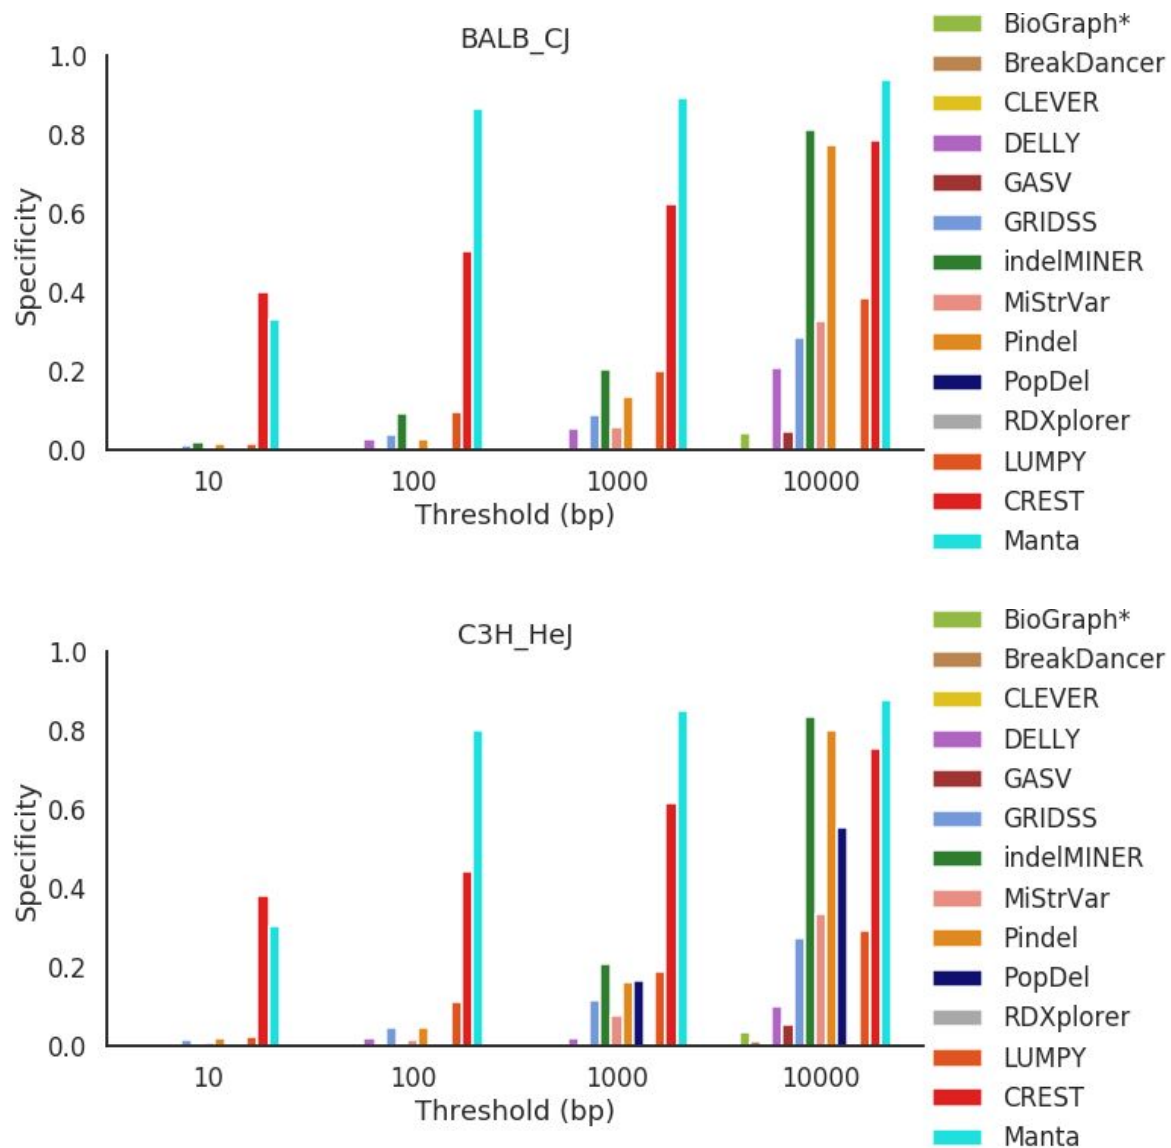 BALB_CJ
1.0
0.8
0.6
0.4
0.2
0.0
Specificity
10 100 1000 10000
Threshold (bp)
BioGraph*
BreakDancer
CLEVER
DELLY
GASV
GRIDSS
indelMINER
MiStrVar
Pindel
PopDel
RDXplorer
LUMPY
CREST
Manta
C3H_HeJ
1.0
0.8
0.6
0.4
0.2
0.0
Specificity
10 100 1000 10000
Threshold (bp)
BioGraph*
BreakDancer
CLEVER
DELLY
GASV
GRIDSS
indelMINER
MiStrVar
Pindel
PopDel
RDXplorer
LUMPY
CREST
Manta